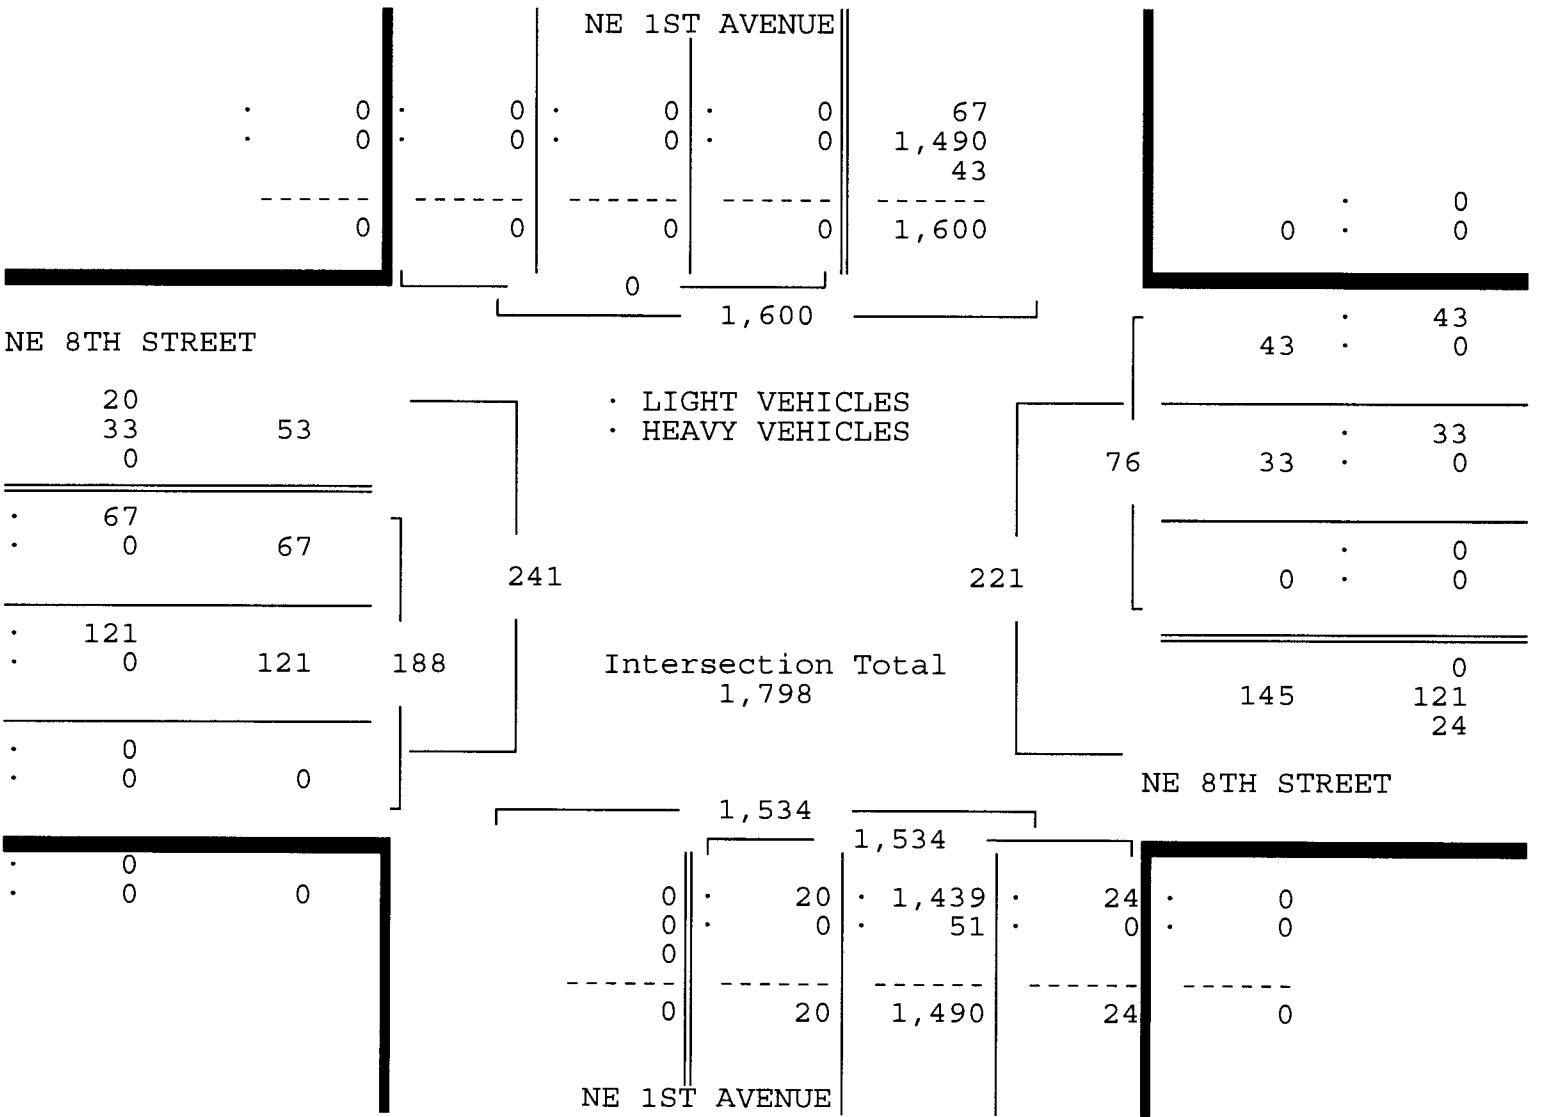 NE 1ST AVENUE
· 0 · 0 · 0 · 0 67
· 0 · 0 · 0 · 0 1,490
43
------ ------ ------ ------ ------
0 0 0 0 1,600
· 0
0 · 0
0
1,600
· 43
43 · 0
NE 8TH STREET
20
33 53
0
· LIGHT VEHICLES
· HEAVY VEHICLES
· 33
76 33 · 0
· 67
· 0 67
· 0
0 · 0
241
221
· 121
· 0 121 188
Intersection Total
1,798
0
145 121
24
· 0
· 0 0
NE 8TH STREET
1,534
1,534
· 0
· 0 0
0 · 20 · 1,439 · 24 · 0
0 · 0 · 51 · 0 · 0
0
------ ------ ------ ------ ------
0 20 1,490 24 0
NE 1ST AVENUE